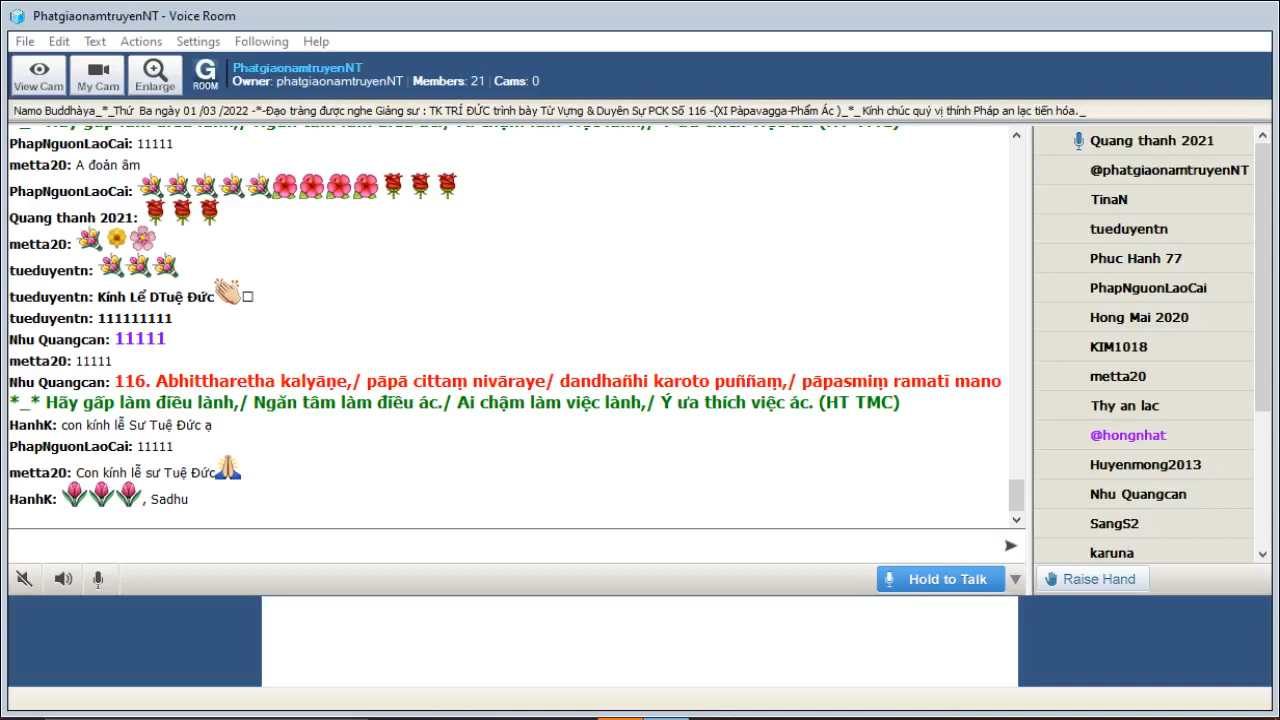 PhatgiaonamtruyenNT - Voice Room
File Edit Text Actions Settings Following Help
View Cam My Cam Enlarge G ROOM
PhatgiaonamtruyenNT
Owner: phatgiaonamtruyenNT | Members: 21 | Cams: 0
Namo Buddhàya_*_Thứ Ba ngày 01 /03 /2022 -*-Đạo tràng được nghe Giảng sư : TK TRÍ ĐỨC trình bày Từ Vựng & Duyên Sự PCK Số 116 -(XI Pàpavagga-Phẩm Ác )_*_Kính chúc quý vị thính Pháp an lạc tiến hóa._
PhapNguonLaoCai: 11111
metta20: A đoản âm
PhapNguonLaoCai:
Quang thanh 2021:
metta20:
tueduyentn:
tueduyentn: Kính Lể DTuệ Đức
tueduyentn: 111111111
Nhu Quangcan: 11111
metta20: 11111
Nhu Quangcan: 116. Abhittharetha kalyāṇe,/ pāpā cittaṃ nivāraye/ dandhañhi karoto puññaṃ,/ pāpasmiṃ ramatī mano
*_* Hãy gấp làm điều lành,/ Ngăn tâm làm điều ác./ Ai chậm làm việc lành,/ Ý ưa thích việc ác. (HT TMC)
HanhK: con kính lễ Sư Tuệ Đức ạ
PhapNguonLaoCai: 11111
metta20: Con kính lễ sư Tuệ Đức
HanhK: , Sadhu
Hold to Talk
Quang thanh 2021
@phatgiaonamtruyenNT
TinaN
tueduyentn
Phuc Hanh 77
PhapNguonLaoCai
Hong Mai 2020
KIM1018
metta20
Thy an lac
@hongnhat
Huyenmong2013
Nhu Quangcan
SangS2
karuna
Raise Hand